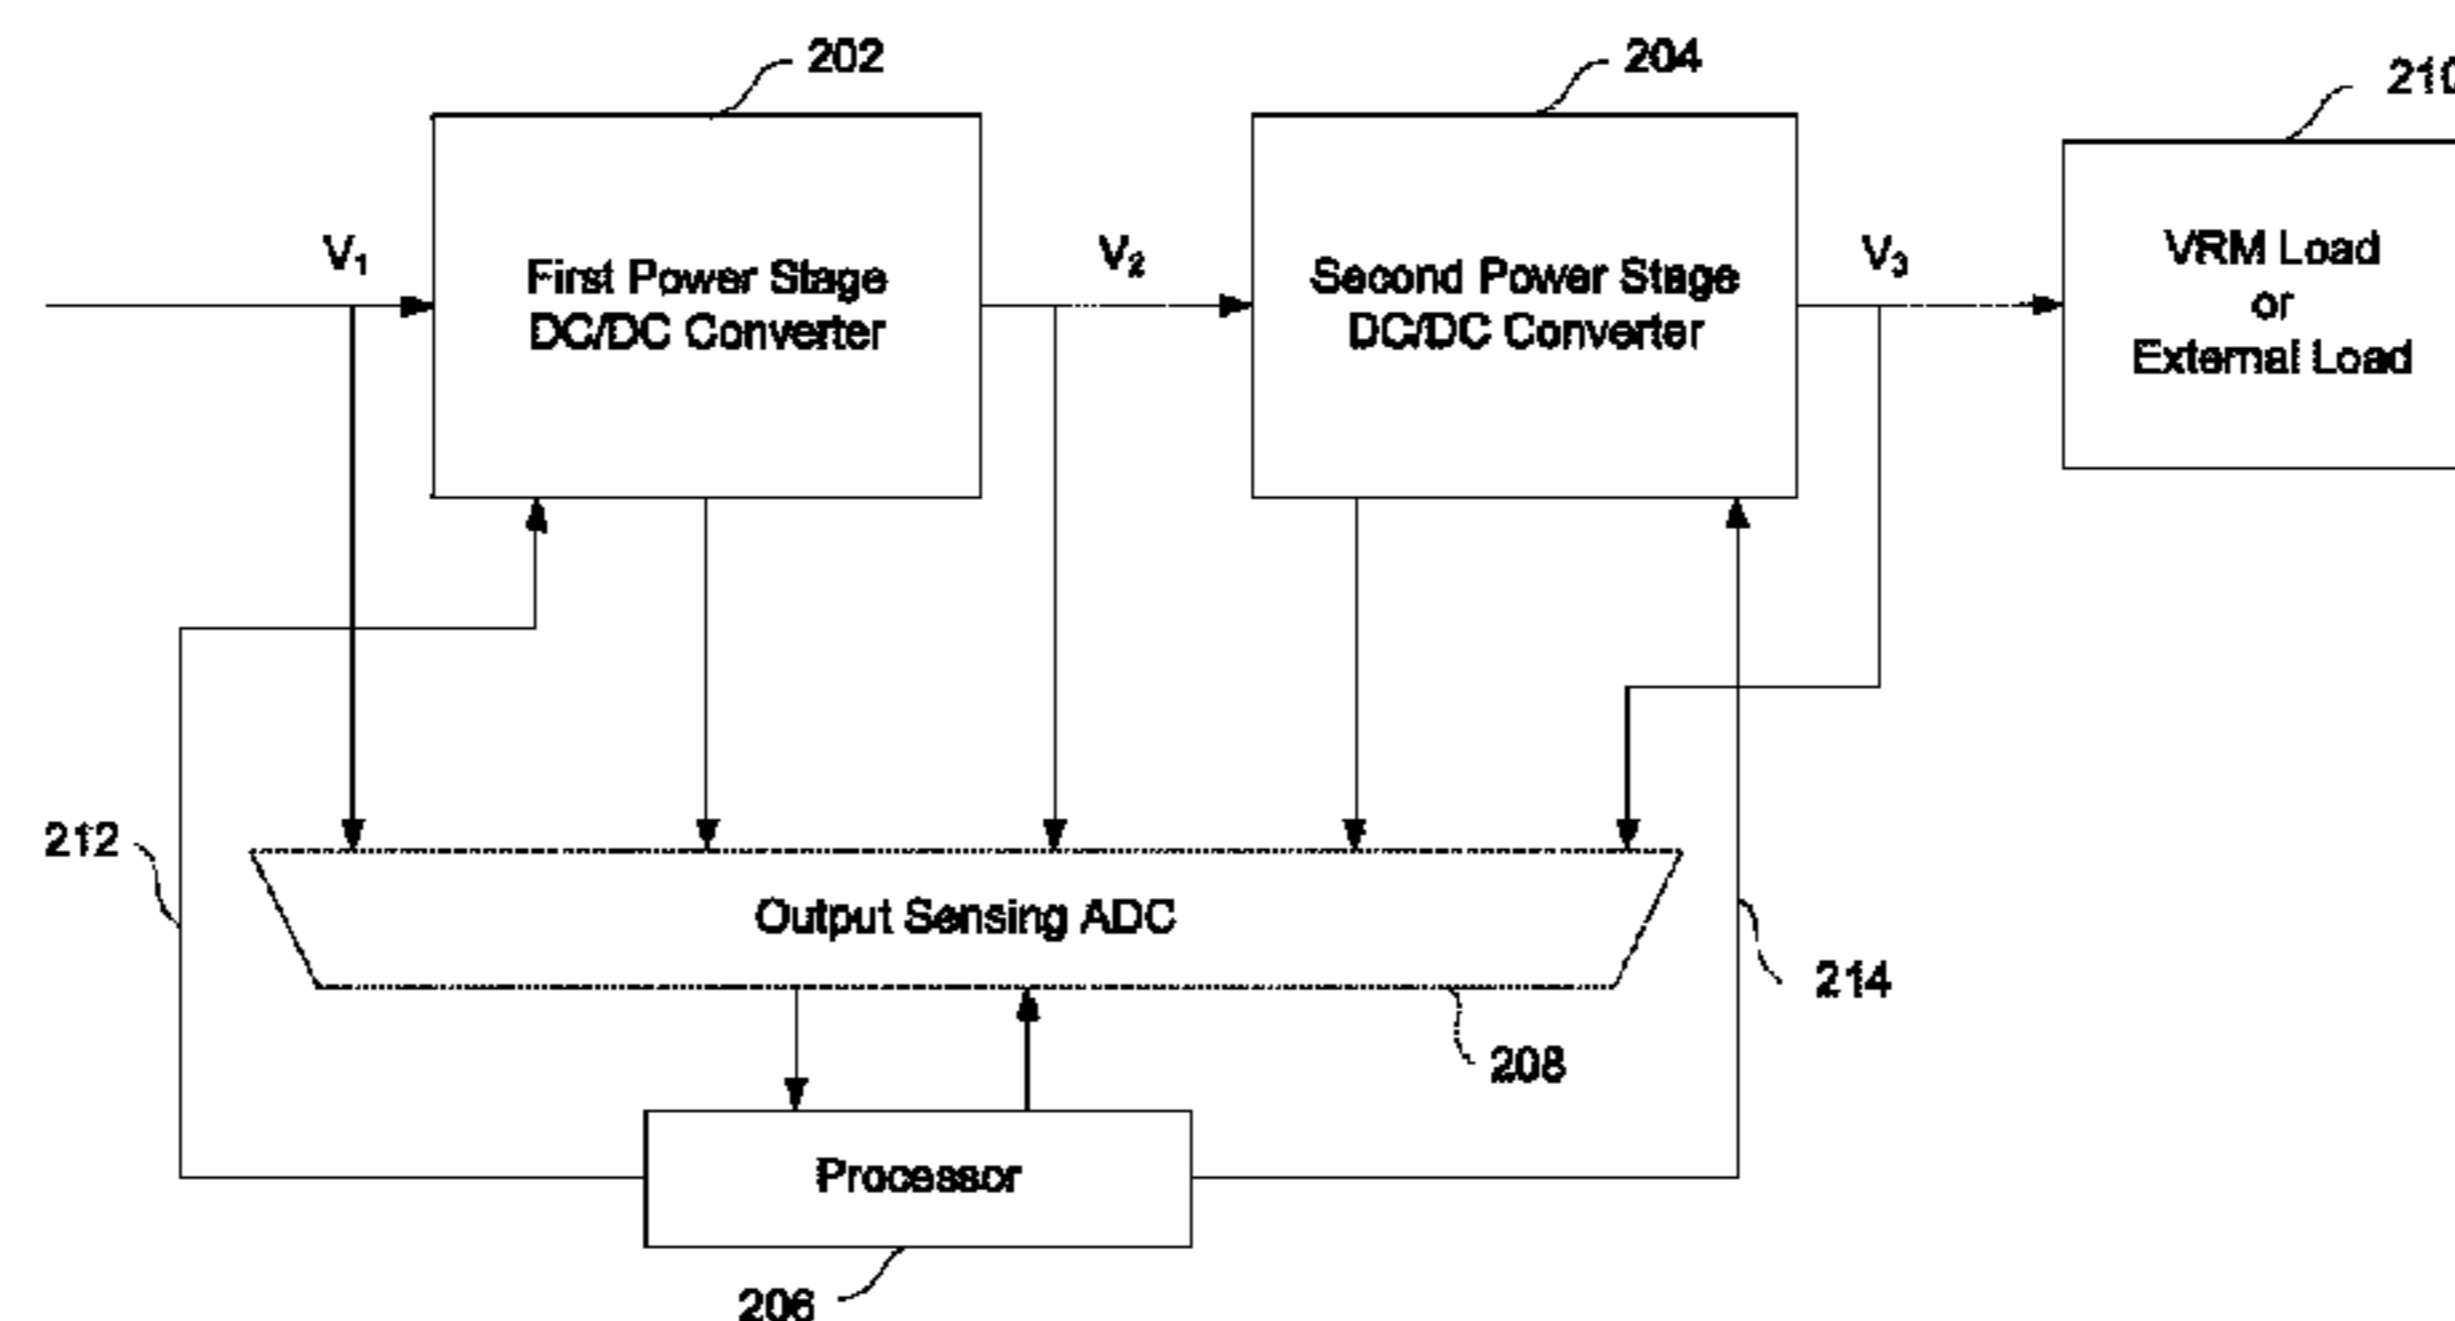 202
204
210
V₁
First Power Stage
DC/DC Converter
V₂
Second Power Stage
DC/DC Converter
V₃
VRM Load
or
External Load
212
Output Sensing ADC
214
208
Processor
206